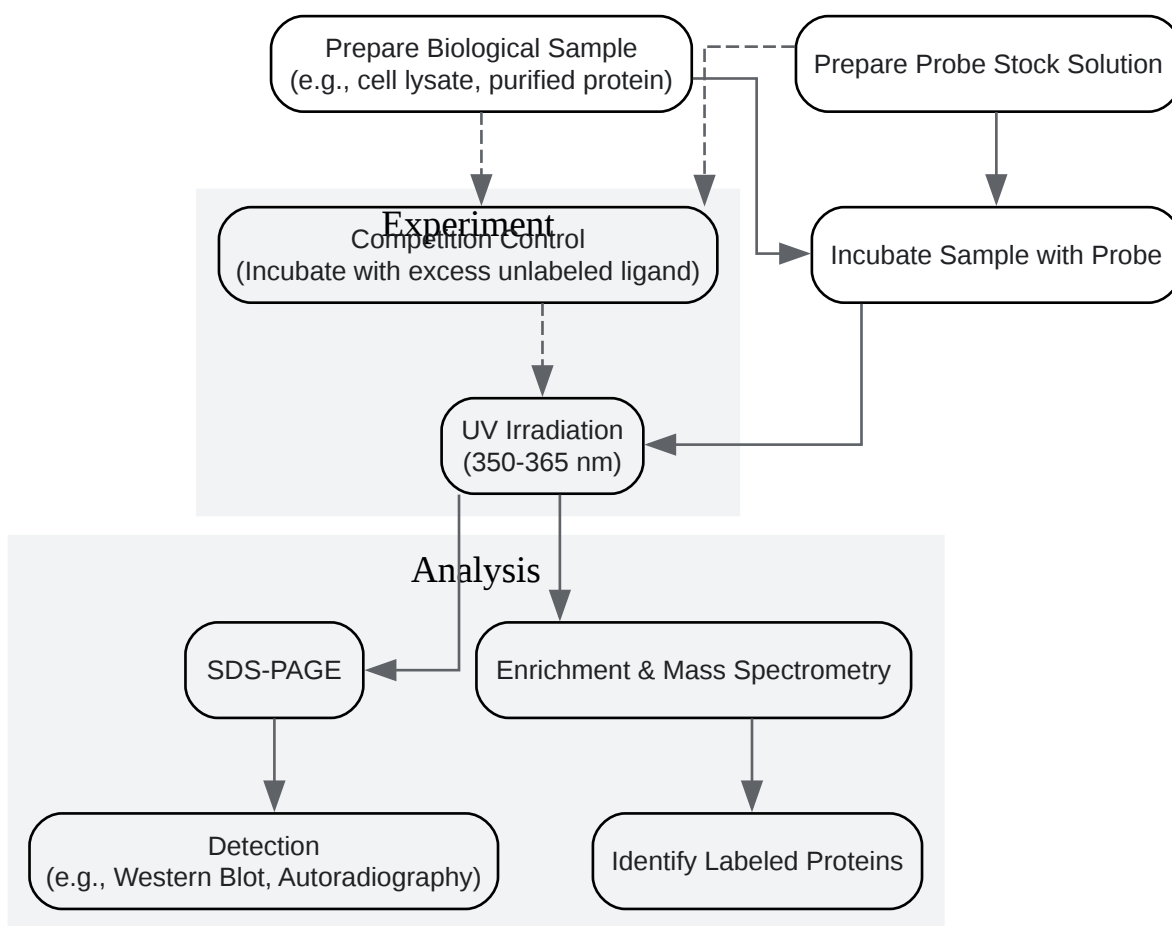 Prepare Biological Sample
(e.g., cell lysate, purified protein)
Prepare Probe Stock Solution
Experiment
Competition Control
(Incubate with excess unlabeled ligand)
Incubate Sample with Probe
UV Irradiation
(350-365 nm)
Analysis
SDS-PAGE
Enrichment & Mass Spectrometry
Detection
(e.g., Western Blot, Autoradiography)
Identify Labeled Proteins